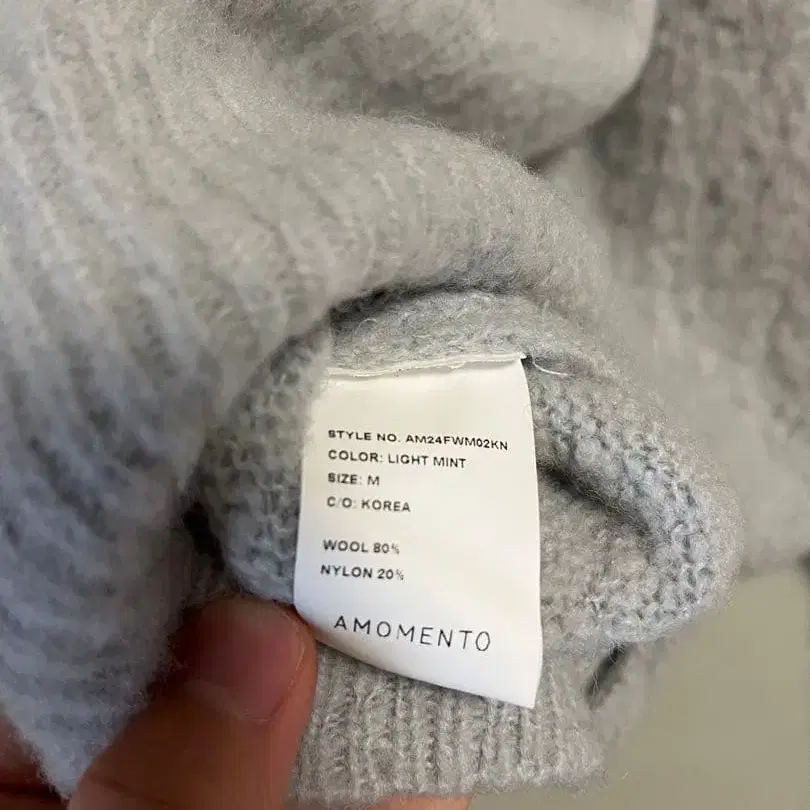 STYLE NO. AM24FWM02KN
COLOR: LIGHT MINT
SIZE: M
C/O: KOREA
WOOL 80%
NYLON 20%
AMOMENTO